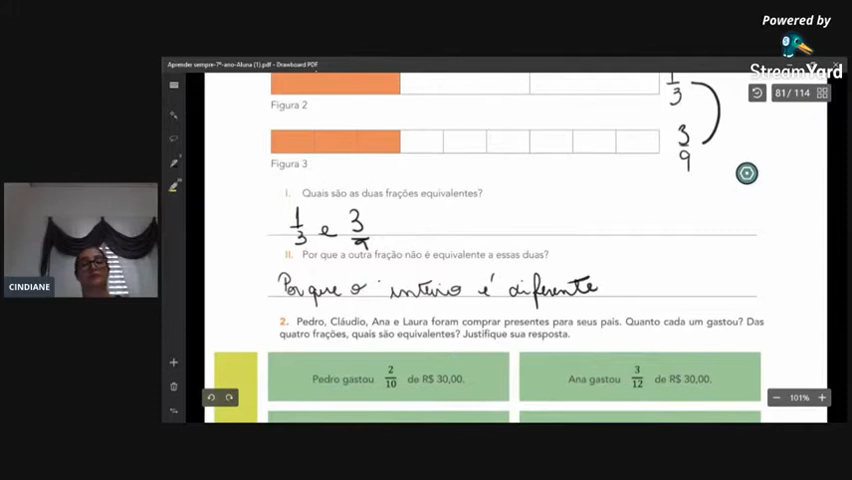 Powered by
StreamYard
Aprender sempre-7º-ano-Aluna (1).pdf - Drawboard PDF
81 / 114
1
3
Figura 2
3
9
Figura 3
I. Quais são as duas frações equivalentes?
1/3 e 3/9
II. Por que a outra fração não é equivalente a essas duas?
Por que o inteiro é diferente
CINDIANE
2. Pedro, Cláudio, Ana e Laura foram comprar presentes para seus pais. Quanto cada um gastou? Das
quatro frações, quais são equivalentes? Justifique sua resposta.
Pedro gastou 2/10 de R$ 30,00.
Ana gastou 3/12 de R$ 30,00.
101%